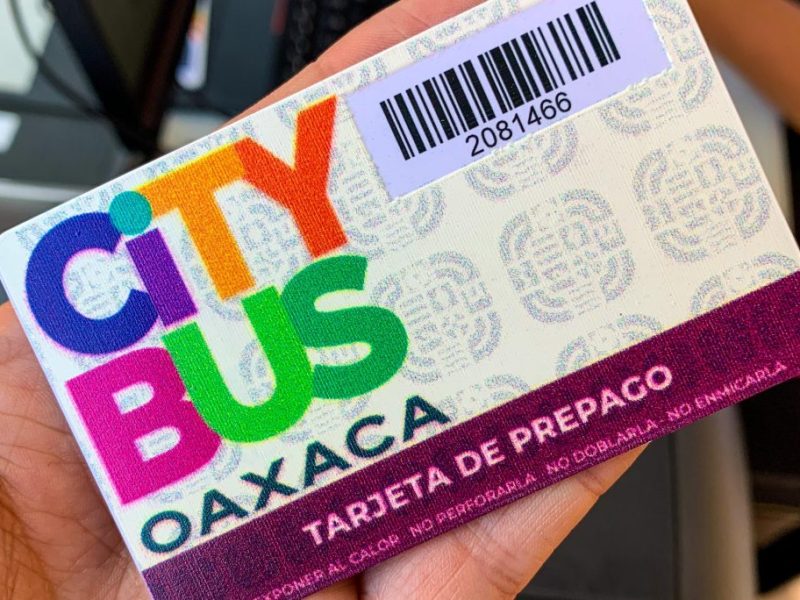 2081466
CiTY
BUS
OAXACA
TARJETA DE PREPAGO
EXPONER AL CALOR NO PERFORARLA NO DOBLARLA NO ENMICARLA